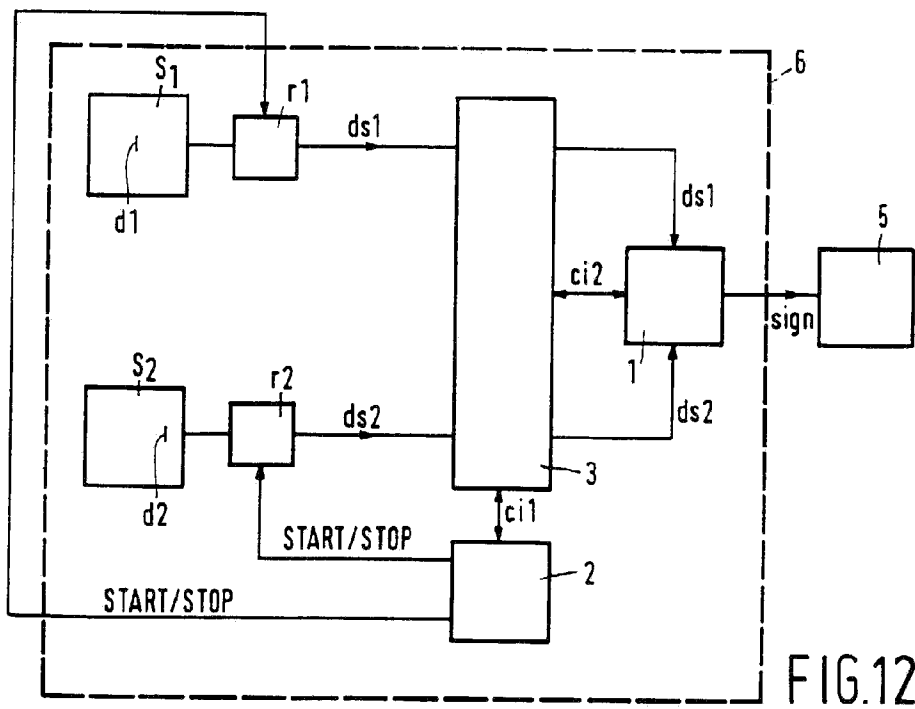 6
S1
r1
ds1
d1
ds1
5
ci2
sign
1
S2
r2
ds2
ds2
3
d2
ci1
START/STOP
2
START/STOP
FIG.12